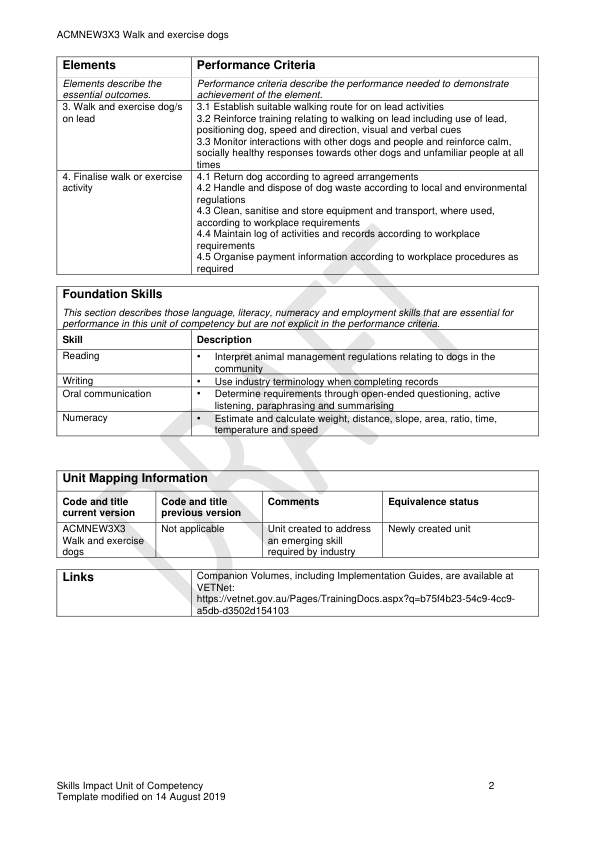 ACMNEW3X3 Walk and exercise dogs
Elements
Performance Criteria
Elements describe the
essential outcomes.
Performance criteria describe the performance needed to demonstrate
achievement of the element.
3. Walk and exercise dog/s
on lead
3.1 Establish suitable walking route for on lead activities
3.2 Reinforce training relating to walking on lead including use of lead,
positioning dog, speed and direction, visual and verbal cues
3.3 Monitor interactions with other dogs and people and reinforce calm,
socially healthy responses towards other dogs and unfamiliar people at all
times
4. Finalise walk or exercise
activity
4.1 Return dog according to agreed arrangements
4.2 Handle and dispose of dog waste according to local and environmental
regulations
4.3 Clean, sanitise and store equipment and transport, where used,
according to workplace requirements
4.4 Maintain log of activities and records according to workplace
requirements
4.5 Organise payment information according to workplace procedures as
required
Foundation Skills
This section describes those language, literacy, numeracy and employment skills that are essential for
performance in this unit of competency but are not explicit in the performance criteria.
Skill
Description
Reading
• Interpret animal management regulations relating to dogs in the
community
Writing
• Use industry terminology when completing records
Oral communication
• Determine requirements through open-ended questioning, active
listening, paraphrasing and summarising
Numeracy
• Estimate and calculate weight, distance, slope, area, ratio, time,
temperature and speed
Unit Mapping Information
Code and title
current version
Code and title
previous version
Comments
Equivalence status
ACMNEW3X3
Walk and exercise
dogs
Not applicable
Unit created to address
an emerging skill
required by industry
Newly created unit
Links
Companion Volumes, including Implementation Guides, are available at
VETNet:
https://vetnet.gov.au/Pages/TrainingDocs.aspx?q=b75f4b23-54c9-4cc9-
a5db-d3502d154103
DRAFT
Skills Impact Unit of Competency
2
Template modified on 14 August 2019